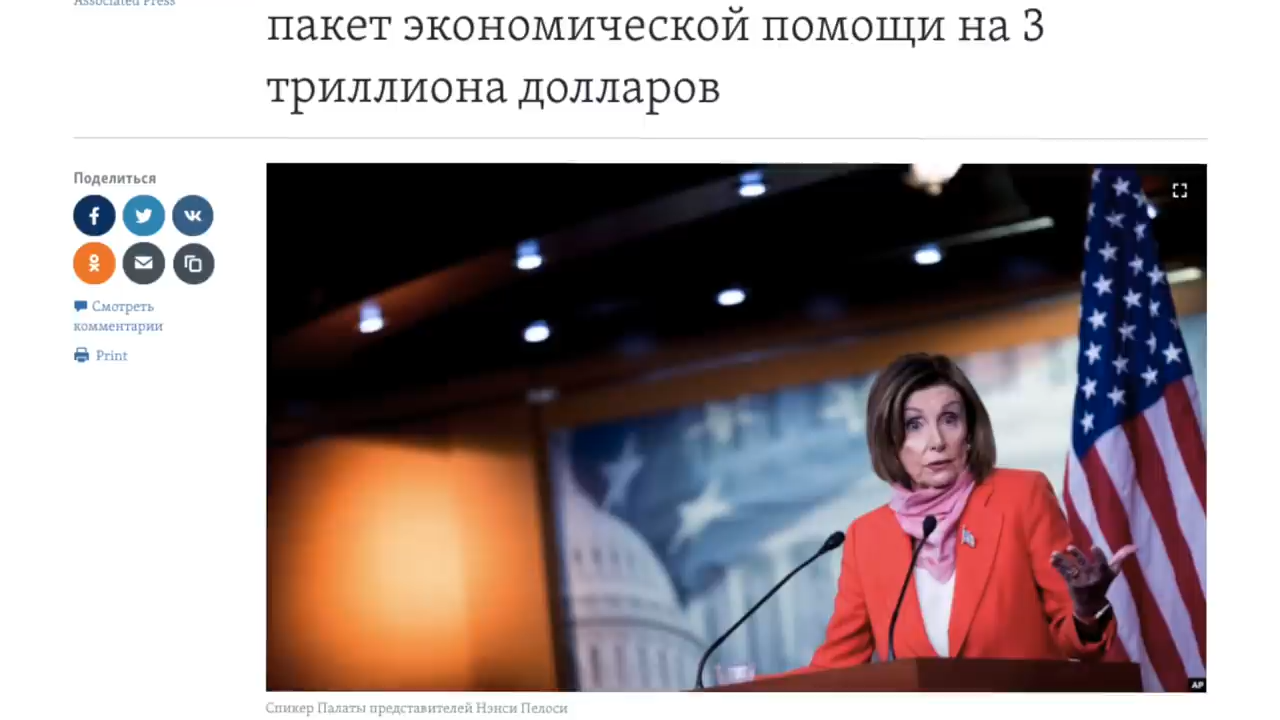 Associated Press
пакет экономической помощи на 3
триллиона долларов
Поделиться
Смотреть
комментарии
Print
AP
Спикер Палаты представителей Нэнси Пелоси